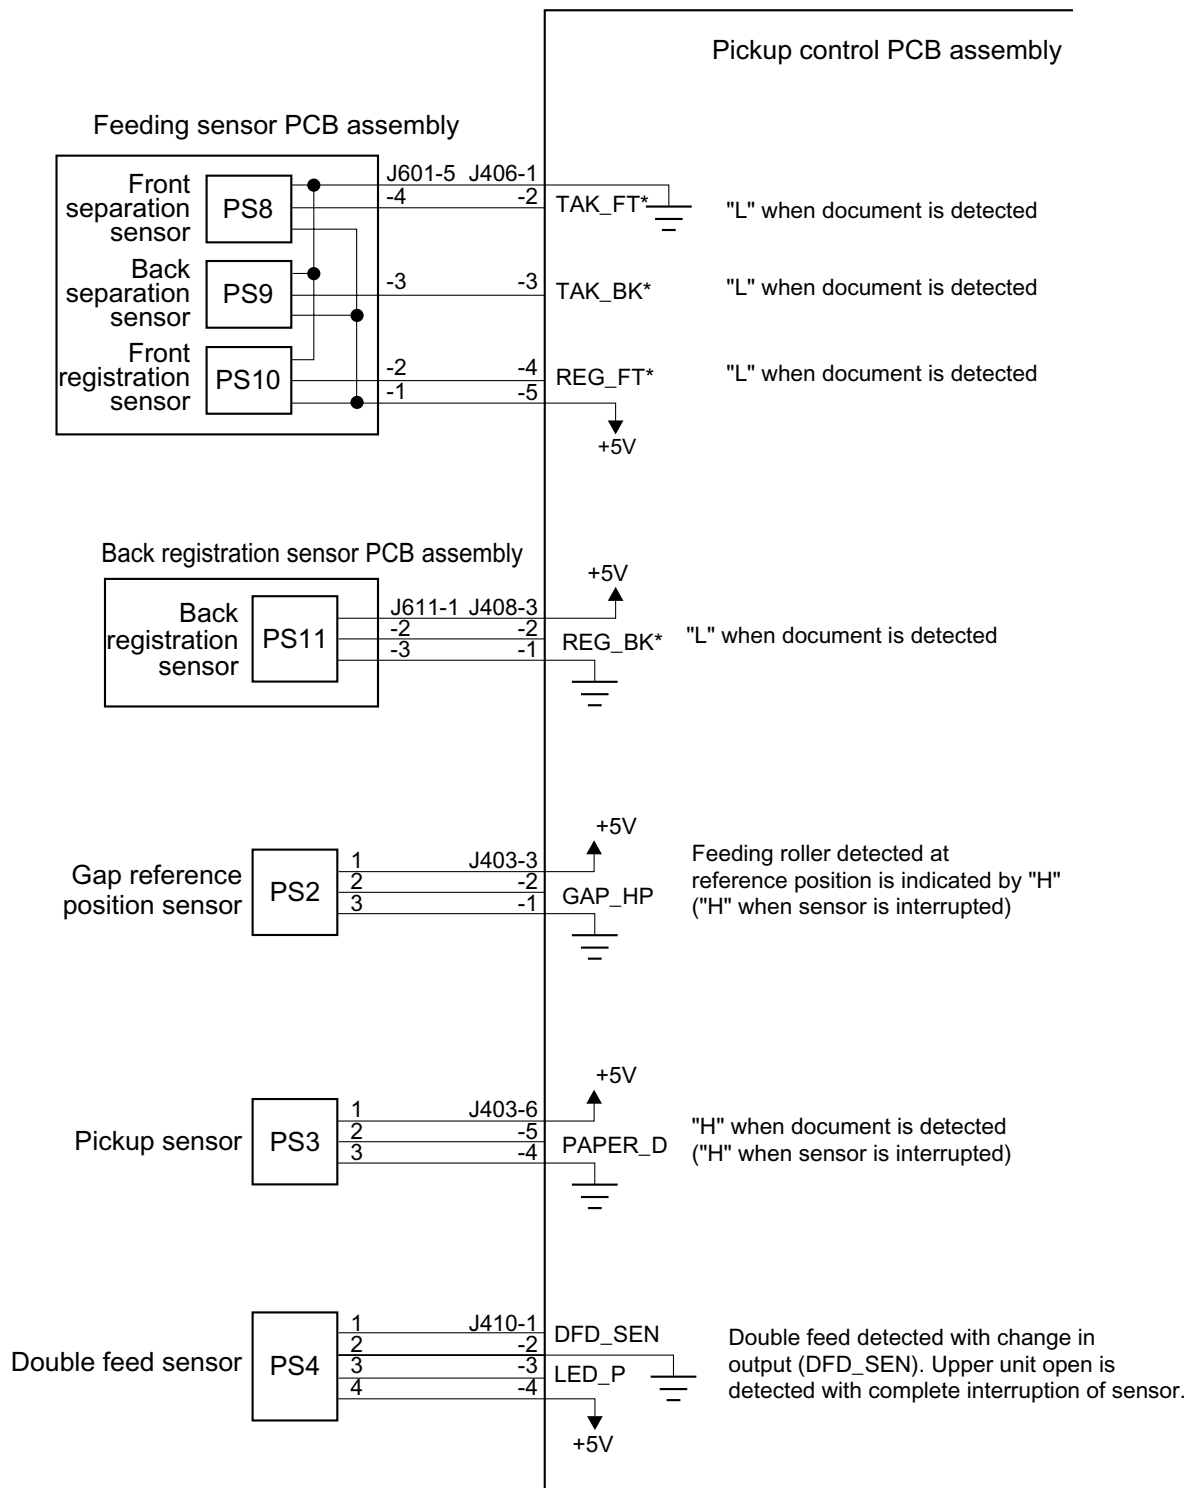 Pickup control PCB assembly
Feeding sensor PCB assembly
Front
separation
sensor
PS8
J601-5 J406-1
-4 -2
TAK_FT*
"L" when document is detected
Back
separation
sensor
PS9
-3 -3
TAK_BK*
"L" when document is detected
Front
registration
sensor
PS10
-2 -4
-1 -5
REG_FT*
"L" when document is detected
+5V
Back registration sensor PCB assembly
+5V
Back
registration
sensor
PS11
J611-1 J408-3
-2 -2
-3 -1
REG_BK*
"L" when document is detected
+5V
Gap reference
position sensor
PS2
1 J403-3
2 -2
3 -1
GAP_HP
Feeding roller detected at
reference position is indicated by "H"
("H" when sensor is interrupted)
+5V
Pickup sensor
PS3
1 J403-6
2 -5
3 -4
PAPER_D
"H" when document is detected
("H" when sensor is interrupted)
Double feed sensor
PS4
1 J410-1
2 -2
3 -3
4 -4
DFD_SEN
LED_P
+5V
Double feed detected with change in
output (DFD_SEN). Upper unit open is
detected with complete interruption of sensor.